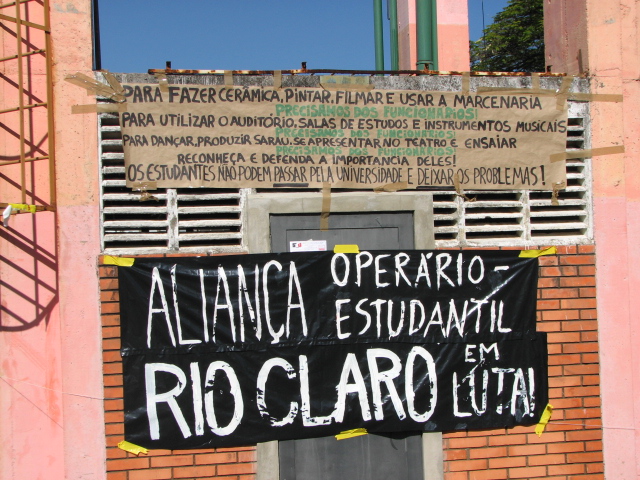 PARA FAZER CERÂMICA, PINTAR, FILMAR E USAR A MARCENARIA
PRECISAMOS DOS FUNCIONÁRIOS!
PARA UTILIZAR O AUDITÓRIO, SALAS DE ESTUDOS E INSTRUMENTOS MUSICAIS
PRECISAMOS DOS FUNCIONÁRIOS!
PARA DANÇAR, PRODUZIR SARAU, SE APRESENTAR NO TEATRO E ENSAIAR
PRECISAMOS DOS FUNCIONÁRIOS!
RECONHEÇA E DEFENDA A IMPORTANCIA DELES!
OS ESTUDANTES NÃO PODEM PASSAR PELA UNIVERSIDADE E DEIXAR OS PROBLEMAS!
ALIANÇA OPERÁRIO-
ESTUDANTIL
RIO CLARO EM
LUTA!